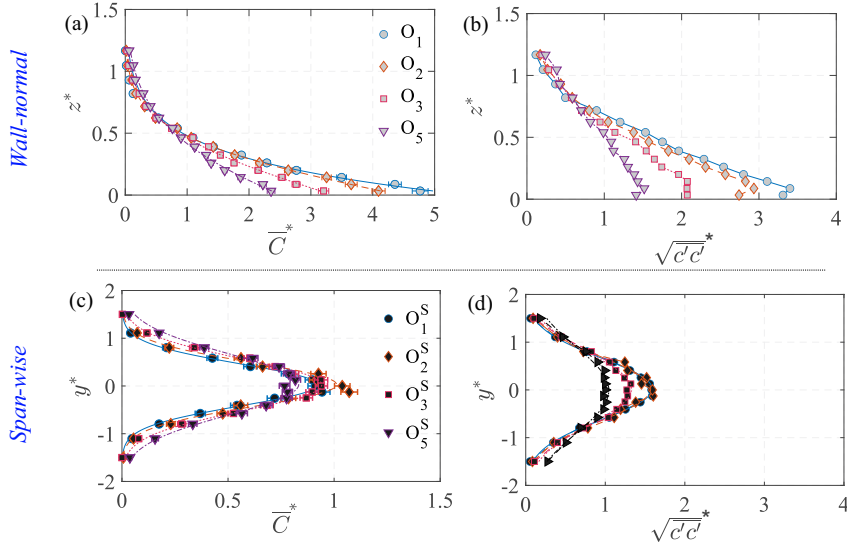 Wall-normal
(a)
1.5
1
0.5
0
z*
0 1 2 3 4 5
C̅*
O₁
O₂
O₃
O₅
(b)
1.5
1
0.5
0
z*
0 1 2 3 4
√c′c′*
Span-wise
(c)
2
1
0
-1
-2
y*
0 0.5 1 1.5
C̅*
O₁ˢ
O₂ˢ
O₃ˢ
O₅ˢ
(d)
2
1
0
-1
-2
y*
0 1 2 3 4
√c′c′*